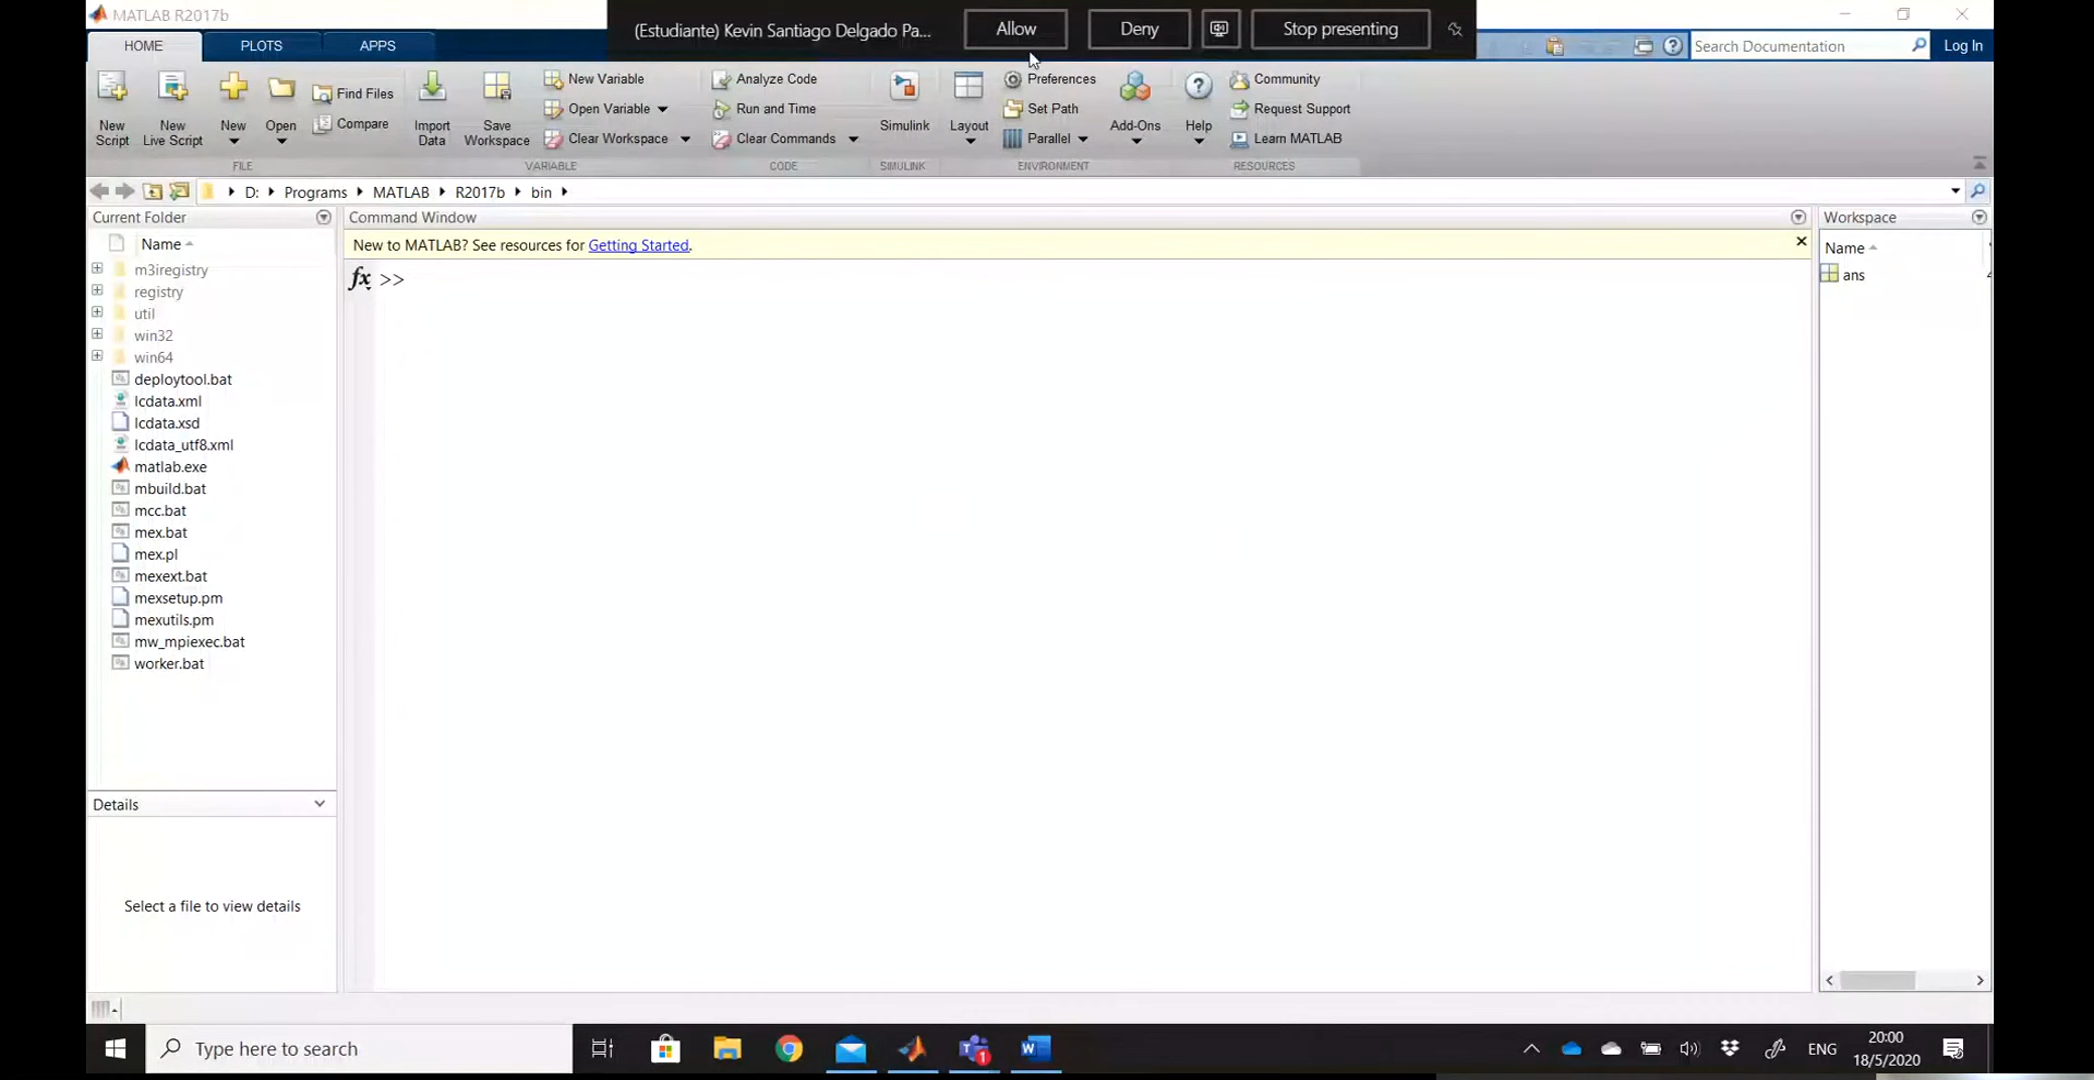 MATLAB R2017b
(Estudiante) Kevin Santiago Delgado Pa...
Allow
Deny
Stop presenting
HOME
PLOTS
APPS
Search Documentation
Log In
New Script
New Live Script
New
Open
Find Files
Compare
FILE
Import Data
Save Workspace
New Variable
Open Variable
Clear Workspace
VARIABLE
Analyze Code
Run and Time
Clear Commands
CODE
Simulink
SIMULINK
Layout
Preferences
Set Path
Parallel
ENVIRONMENT
Add-Ons
Help
Community
Request Support
Learn MATLAB
RESOURCES
D: Programs MATLAB R2017b bin
Current Folder
Name
m3iregistry
registry
util
win32
win64
deploytool.bat
lcdata.xml
lcdata.xsd
lcdata_utf8.xml
matlab.exe
mbuild.bat
mcc.bat
mex.bat
mex.pl
mexext.bat
mexsetup.pm
mexutils.pm
mw_mpiexec.bat
worker.bat
Details
Select a file to view details
Command Window
New to MATLAB? See resources for Getting Started.
fx >>
Workspace
Name
ans
Type here to search
1
ENG
20:00
18/5/2020